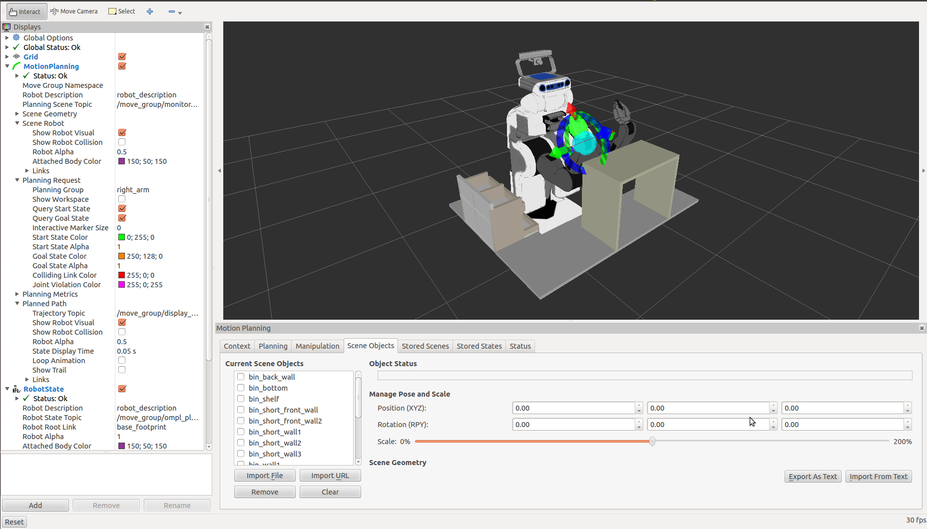 Interact Move Camera Select
Displays
Global Options
Global Status: Ok
Grid
MotionPlanning
Status: Ok
Move Group Namespace
Robot Description robot_description
Planning Scene Topic /move_group/monitor...
Scene Geometry
Scene Robot
Show Robot Visual
Show Robot Collision
Robot Alpha 0.5
Attached Body Color 150; 50; 150
Links
Planning Request
Planning Group right_arm
Show Workspace
Query Start State
Query Goal State
Interactive Marker Size 0
Start State Color 0; 255; 0
Start State Alpha 1
Goal State Color 250; 128; 0
Goal State Alpha 1
Colliding Link Color 255; 0; 0
Joint Violation Color 255; 0; 255
Planning Metrics
Planned Path
Trajectory Topic /move_group/display_...
Show Robot Visual
Show Robot Collision
Robot Alpha 0.5
State Display Time 0.05 s
Loop Animation
Show Trail
Links
RobotState
Status: Ok
Robot Description robot_description
Robot State Topic /move_group/ompl_pl...
Robot Root Link base_footprint
Robot Alpha 1
Attached Body Color 150; 50; 150
Add Remove Rename
Reset
Motion Planning
Context Planning Manipulation Scene Objects Stored Scenes Stored States Status
Current Scene Objects
bin_back_wall
bin_bottom
bin_shelf
bin_short_front_wall
bin_short_front_wall2
bin_short_wall1
bin_short_wall2
bin_short_wall3
bin_wall1
Import File Import URL
Remove Clear
Object Status
Manage Pose and Scale
Position (XYZ): 0.00 0.00 0.00
Rotation (RPY): 0.00 0.00 0.00
Scale: 0% 200%
Scene Geometry
Export As Text Import From Text
30 fps